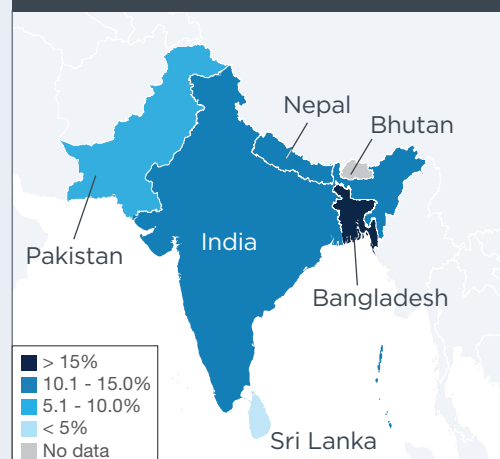 Nepal
Bhutan
India
Pakistan
Bangladesh
> 15%
10.1 - 15.0%
5.1 - 10.0%
< 5%
No data
Sri Lanka